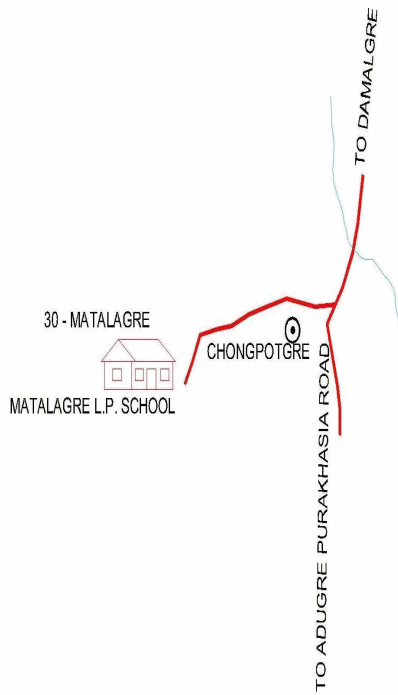 TO DAMALGRE
30 - MATALAGRE
CHONGPOTGRE
MATALAGRE L.P. SCHOOL
TO ADUGRE PURAKHASIA ROAD